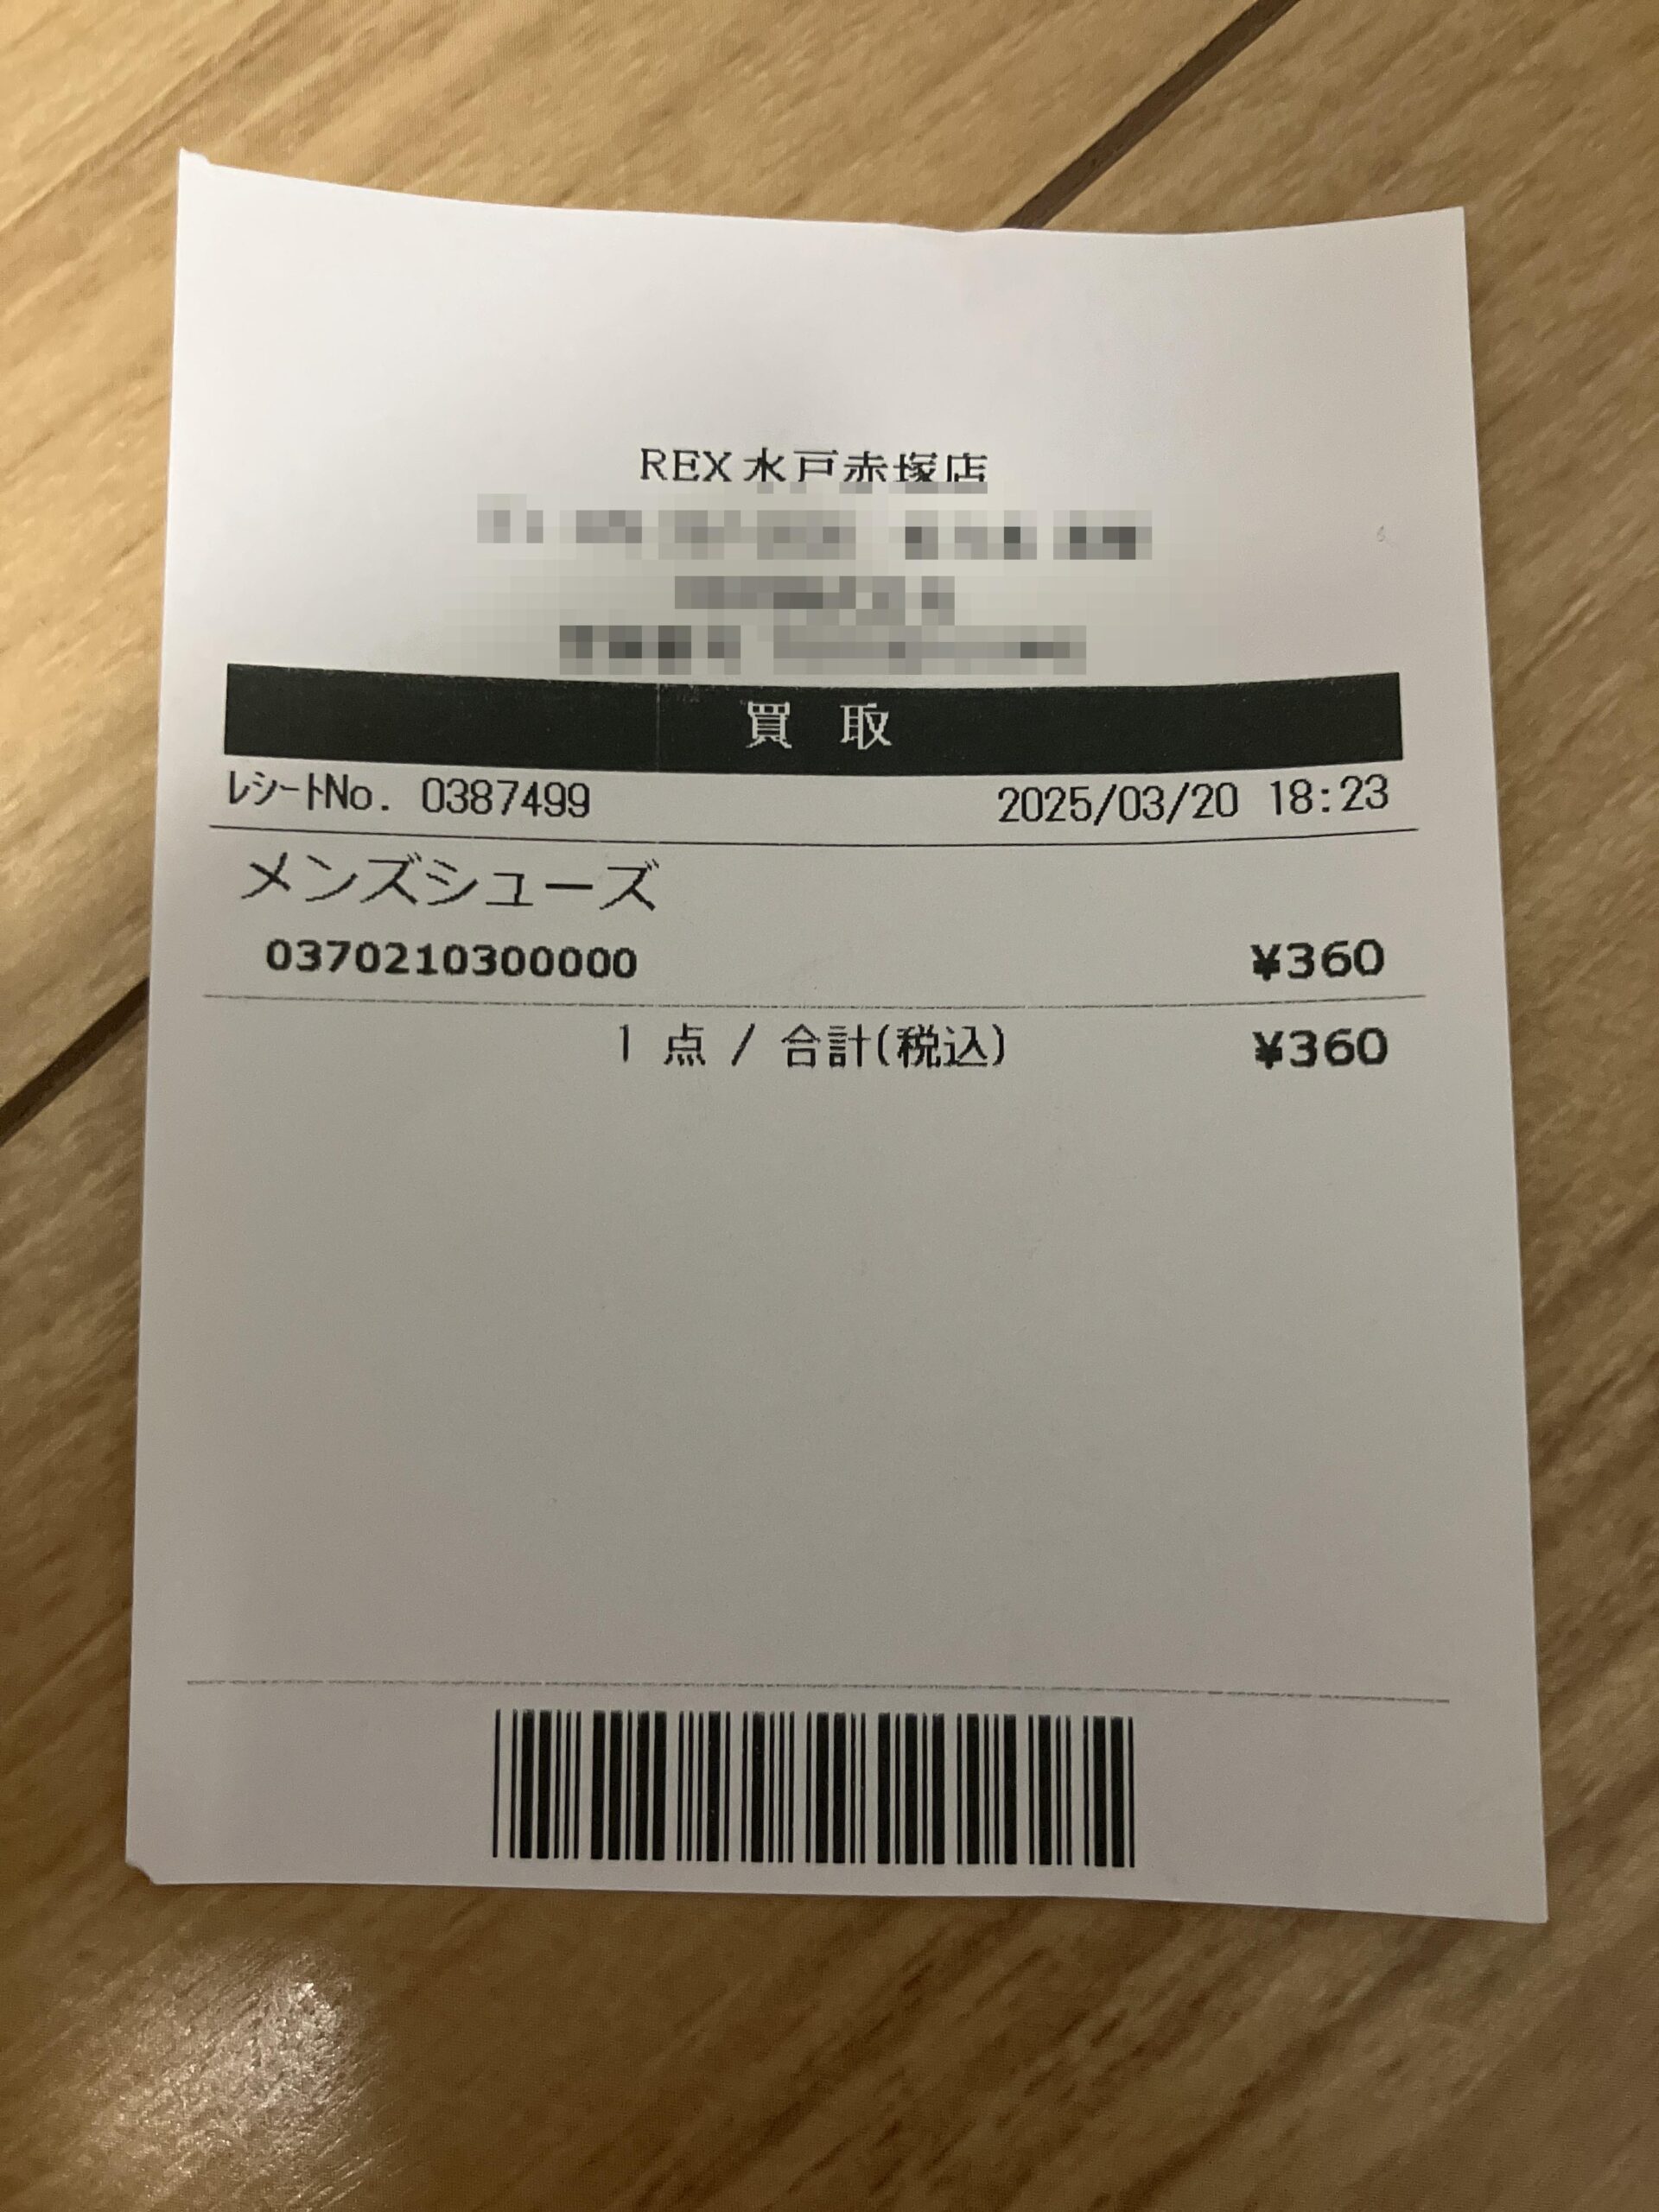 REX水戸赤塚店
買 取
ﾚｼｰﾄNo. 0387499 2025/03/20 18:23
メンズシューズ
0370210300000 ¥360
1 点 / 合計(税込) ¥360